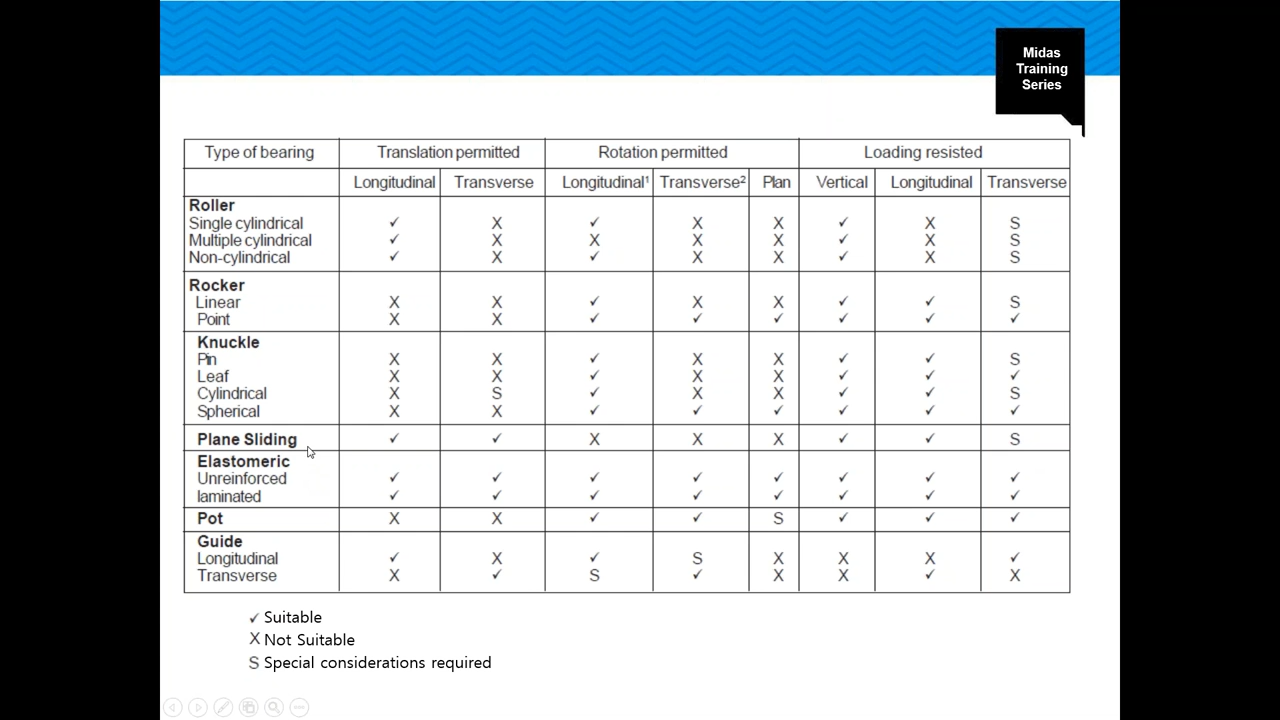 Midas
Training
Series
Type of bearing Translation permitted Rotation permitted Loading resisted
Longitudinal Transverse Longitudinal¹ Transverse² Plan Vertical Longitudinal Transverse
Roller
Single cylindrical ✓ X ✓ X X ✓ X S
Multiple cylindrical ✓ X X X X ✓ X S
Non-cylindrical ✓ X ✓ X X ✓ X S
Rocker
Linear X X ✓ X X ✓ ✓ S
Point X X ✓ ✓ ✓ ✓ ✓ ✓
Knuckle
Pin X X ✓ X X ✓ ✓ S
Leaf X X ✓ X X ✓ ✓ ✓
Cylindrical X S ✓ X X ✓ ✓ S
Spherical X X ✓ ✓ ✓ ✓ ✓ ✓
Plane Sliding ✓ ✓ X X X ✓ ✓ S
Elastomeric
Unreinforced ✓ ✓ ✓ ✓ ✓ ✓ ✓ ✓
laminated ✓ ✓ ✓ ✓ ✓ ✓ ✓ ✓
Pot X X ✓ ✓ S ✓ ✓ ✓
Guide
Longitudinal ✓ X ✓ S X X X ✓
Transverse X ✓ S ✓ X X ✓ X
✓ Suitable
X Not Suitable
S Special considerations required